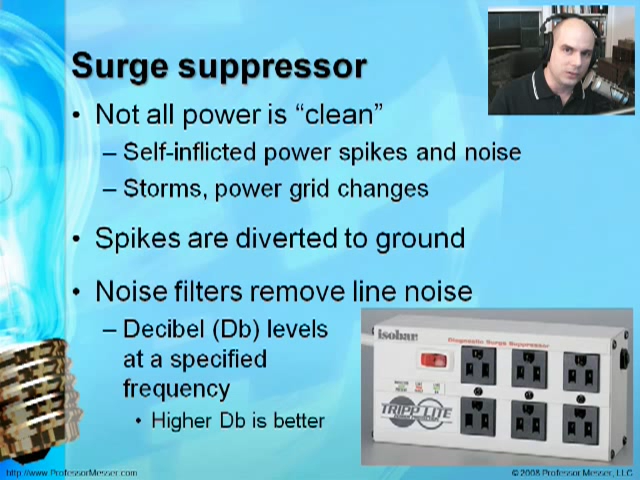 Surge suppressor
• Not all power is “clean”
– Self-inflicted power spikes and noise
– Storms, power grid changes
• Spikes are diverted to ground
• Noise filters remove line noise
– Decibel (Db) levels
at a specified
frequency
• Higher Db is better
isobar
Diagnostic Surge Suppressor
TRIPP LITE
http://www.ProfessorMesser.com
© 2008 Professor Messer, LLC